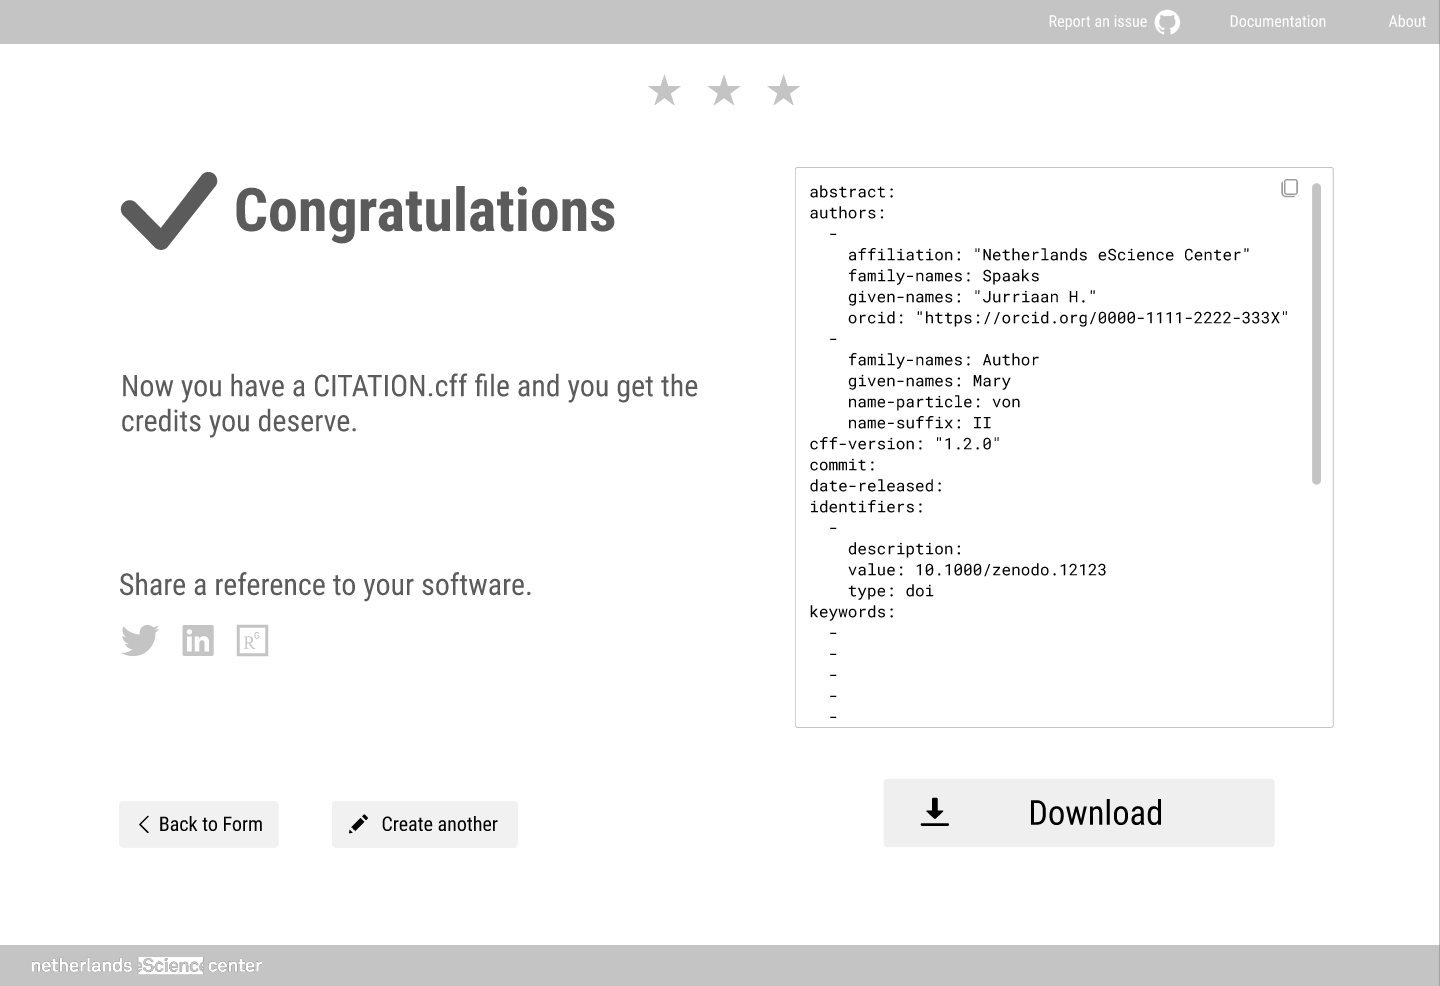 Report an issue
Documentation
About
Congratulations
Now you have a CITATION.cff file and you get the
credits you deserve.
Share a reference to your software.
in
RG
Back to Form
Create another
abstract:
authors:
  -
    affiliation: "Netherlands eScience Center"
    family-names: Spaaks
    given-names: "Jurriaan H."
    orcid: "https://orcid.org/0000-1111-2222-333X"
  -
    family-names: Author
    given-names: Mary
    name-particle: von
    name-suffix: II
cff-version: "1.2.0"
commit:
date-released:
identifiers:
  -
    description:
    value: 10.1000/zenodo.12123
    type: doi
keywords:
  -
  -
  -
  -
  -
Download
netherlands eScience center